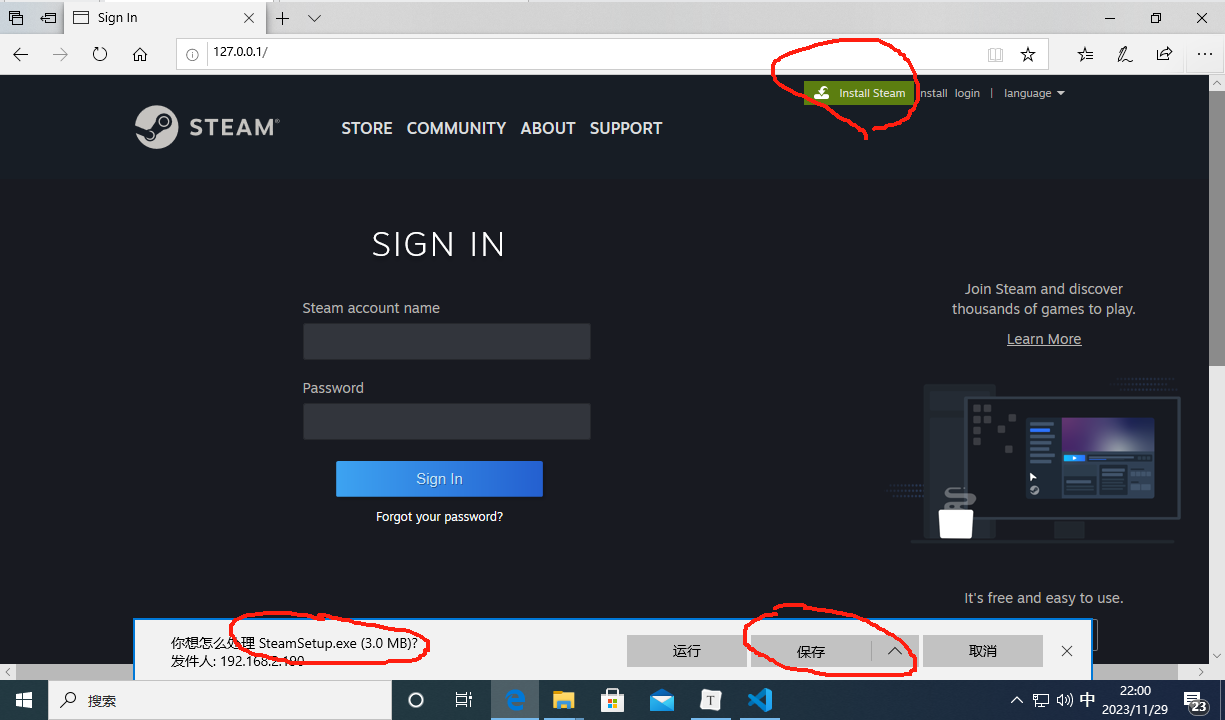 Sign In
127.0.0.1/
Install Steam
nstall login | language
STEAM®
STORE COMMUNITY ABOUT SUPPORT
SIGN IN
Steam account name
Password
Sign In
Forgot your password?
Join Steam and discover
thousands of games to play.
Learn More
It's free and easy to use.
你想怎么处理 SteamSetup.exe (3.0 MB)?
发件人: 192.168.2.190
运行
保存
取消
搜索
T
中
22:00
2023/11/29
23